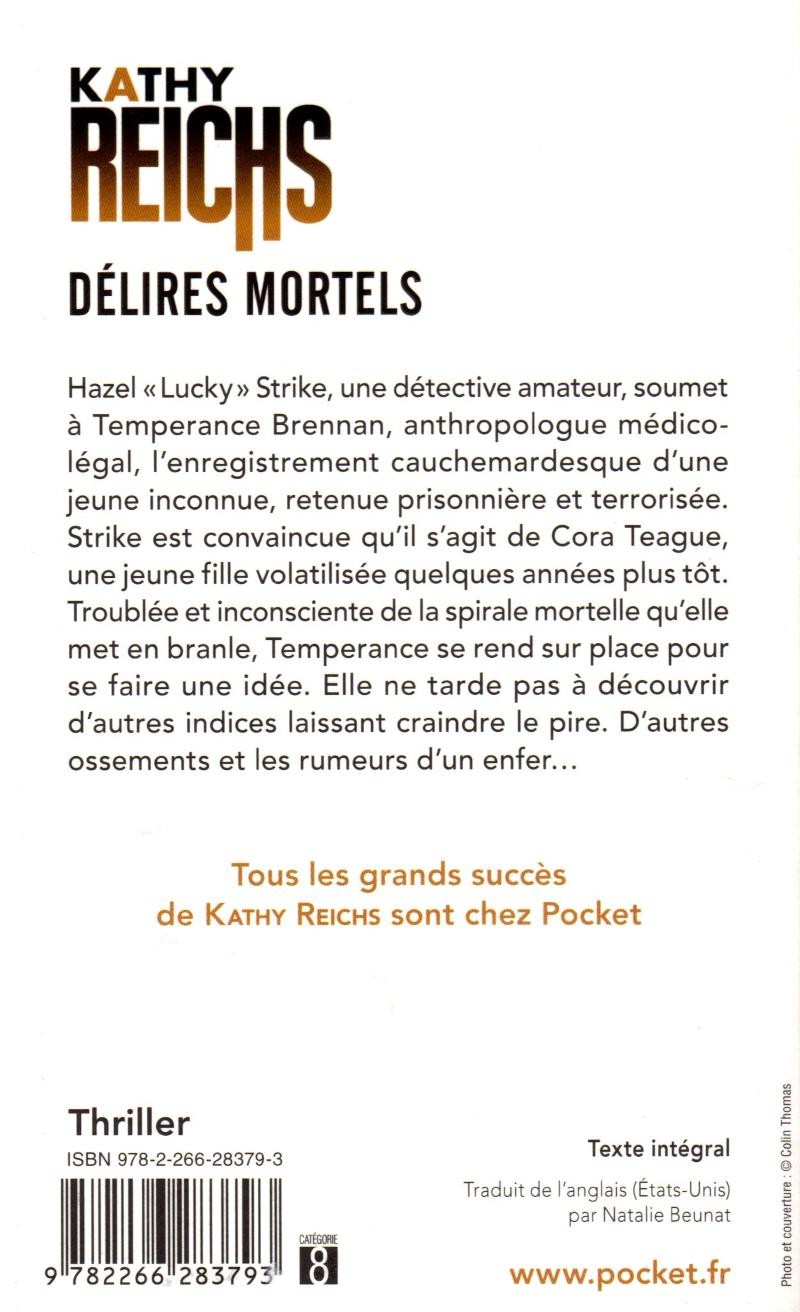 KATHY
REICHS
DÉLIRES MORTELS
Hazel « Lucky » Strike, une détective amateur, soumet
à Temperance Brennan, anthropologue médico-
légal, l'enregistrement cauchemardesque d'une
jeune inconnue, retenue prisonnière et terrorisée.
Strike est convaincue qu'il s'agit de Cora Teague,
une jeune fille volatilisée quelques années plus tôt.
Troublée et inconsciente de la spirale mortelle qu'elle
met en branle, Temperance se rend sur place pour
se faire une idée. Elle ne tarde pas à découvrir
d'autres indices laissant craindre le pire. D'autres
ossements et les rumeurs d'un enfer...
Tous les grands succès
de KATHY REICHS sont chez Pocket
Thriller
ISBN 978-2-266-28379-3
9 782266 283793
CATÉGORIE
8
Texte intégral
Traduit de l'anglais (États-Unis)
par Natalie Beunat
www.pocket.fr
Photo et couverture : © Colin Thomas